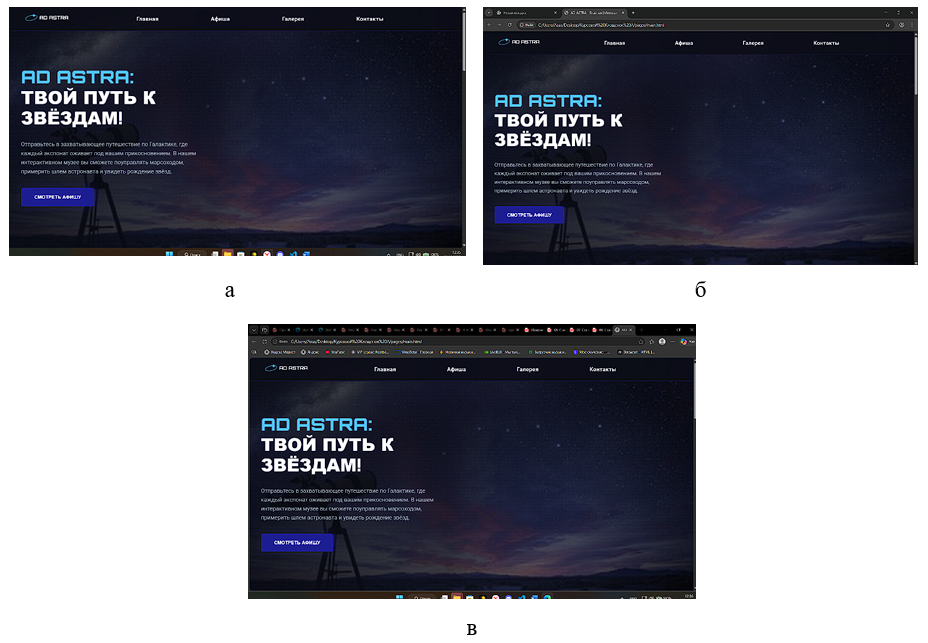 AD ASTRA
Главная
Афиша
Галерея
Контакты
AD ASTRA:
ТВОЙ ПУТЬ К
ЗВЁЗДАМ!
Отправьтесь в захватывающее путешествие по Галактике, где
каждый экспонат оживает под вашим прикосновением. В нашем
интерактивном музее вы сможете поуправлять марсоходом,
примерить шлем астронавта и увидеть рождение звёзд.
СМОТРЕТЬ АФИШУ
а
AD ASTRA
Главная
Афиша
Галерея
Контакты
AD ASTRA:
ТВОЙ ПУТЬ К
ЗВЁЗДАМ!
Отправьтесь в захватывающее путешествие по Галактике, где
каждый экспонат оживает под вашим прикосновением. В нашем
интерактивном музее вы сможете поуправлять марсоходом,
примерить шлем астронавта и увидеть рождение звёзд.
СМОТРЕТЬ АФИШУ
б
YouTube
AD ASTRA
Главная
Афиша
Галерея
Контакты
AD ASTRA:
ТВОЙ ПУТЬ К
ЗВЁЗДАМ!
Отправьтесь в захватывающее путешествие по Галактике, где
каждый экспонат оживает под вашим прикосновением. В нашем
интерактивном музее вы сможете поуправлять марсоходом,
примерить шлем астронавта и увидеть рождение звёзд.
СМОТРЕТЬ АФИШУ
в